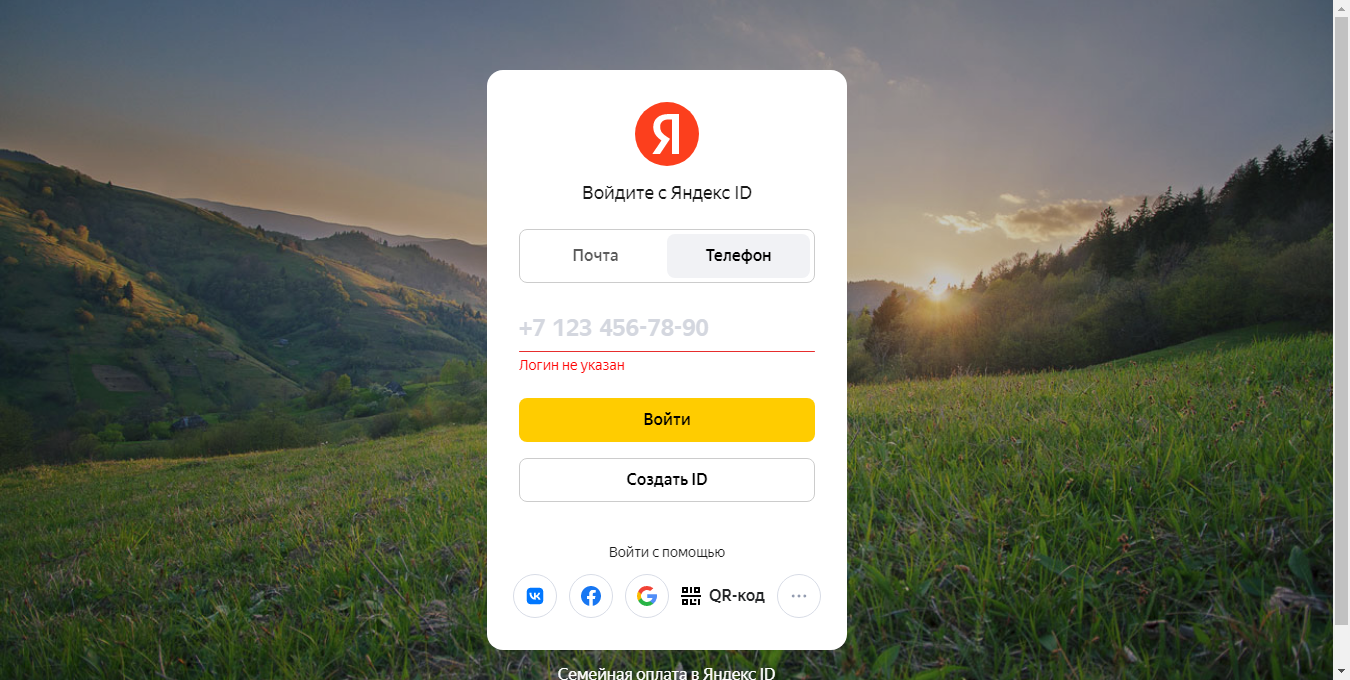 Я
Войдите с Яндекс ID
Почта Телефон
+7 123 456-78-90
Логин не указан
Войти
Создать ID
Войти с помощью
QR-код
Семейная оплата в Яндекс ID